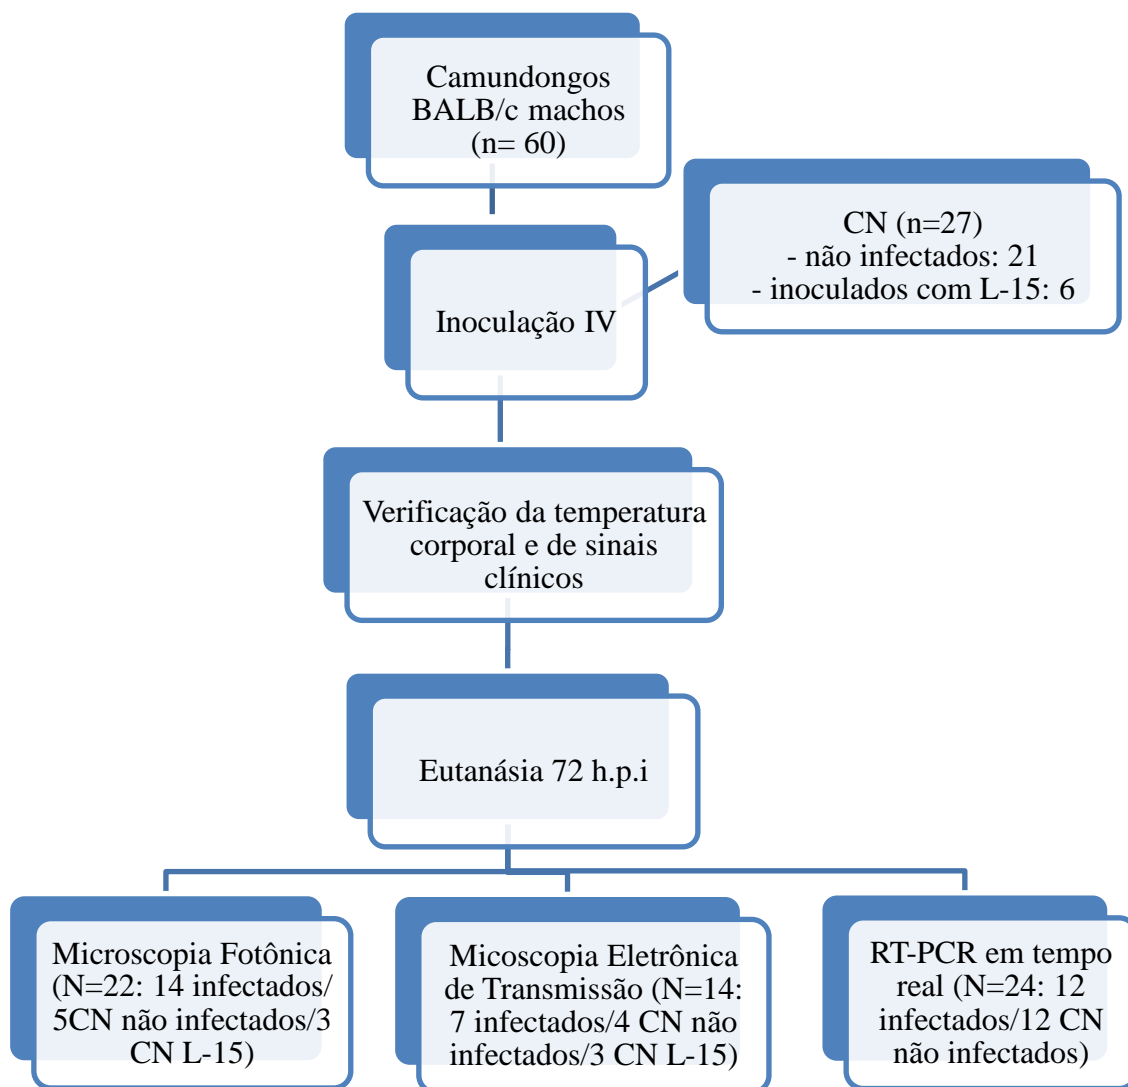 Camundongos
BALB/c machos
(n= 60)
CN (n=27)
- não infectados: 21
- inoculados com L-15: 6
Inoculação IV
Verificação da temperatura
corporal e de sinais
clínicos
Eutanásia 72 h.p.i
Microscopia Fotônica
(N=22: 14 infectados/
5CN não infectados/3
CN L-15)
Micoscopia Eletrônica
de Transmissão (N=14:
7 infectados/4 CN não
infectados/3 CN L-15)
RT-PCR em tempo
real (N=24: 12
infectados/12 CN
não infectados)